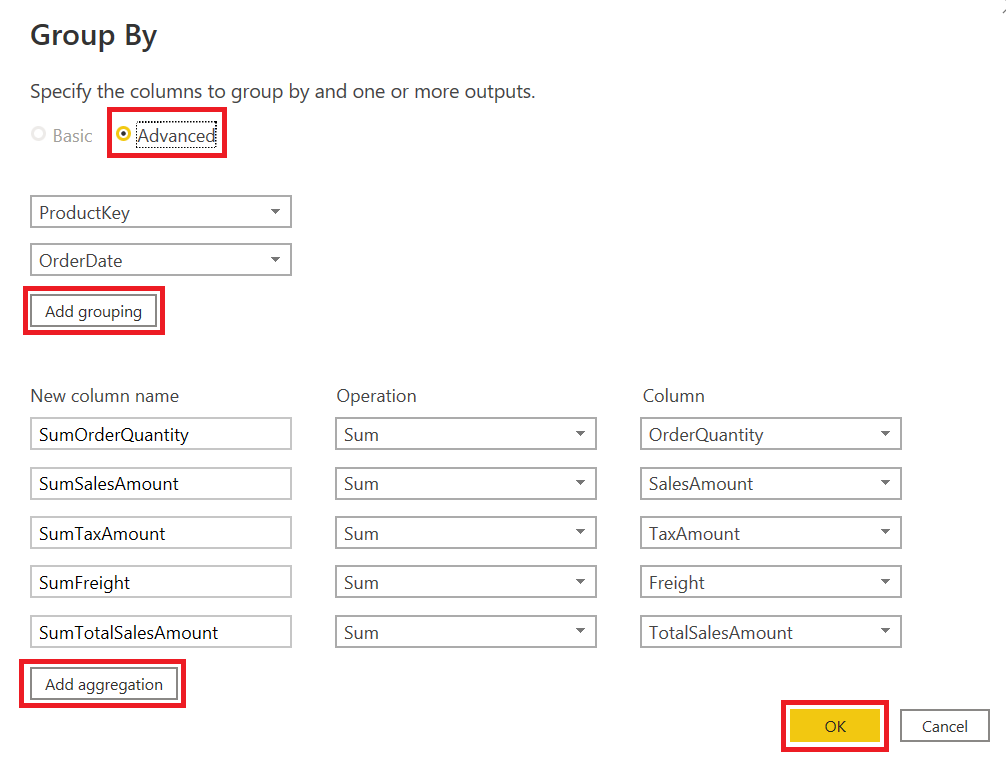 Group By
Specify the columns to group by and one or more outputs.
Basic Advanced
ProductKey
OrderDate
Add grouping
New column name Operation Column
SumOrderQuantity Sum OrderQuantity
SumSalesAmount Sum SalesAmount
SumTaxAmount Sum TaxAmount
SumFreight Sum Freight
SumTotalSalesAmount Sum TotalSalesAmount
Add aggregation
OK Cancel